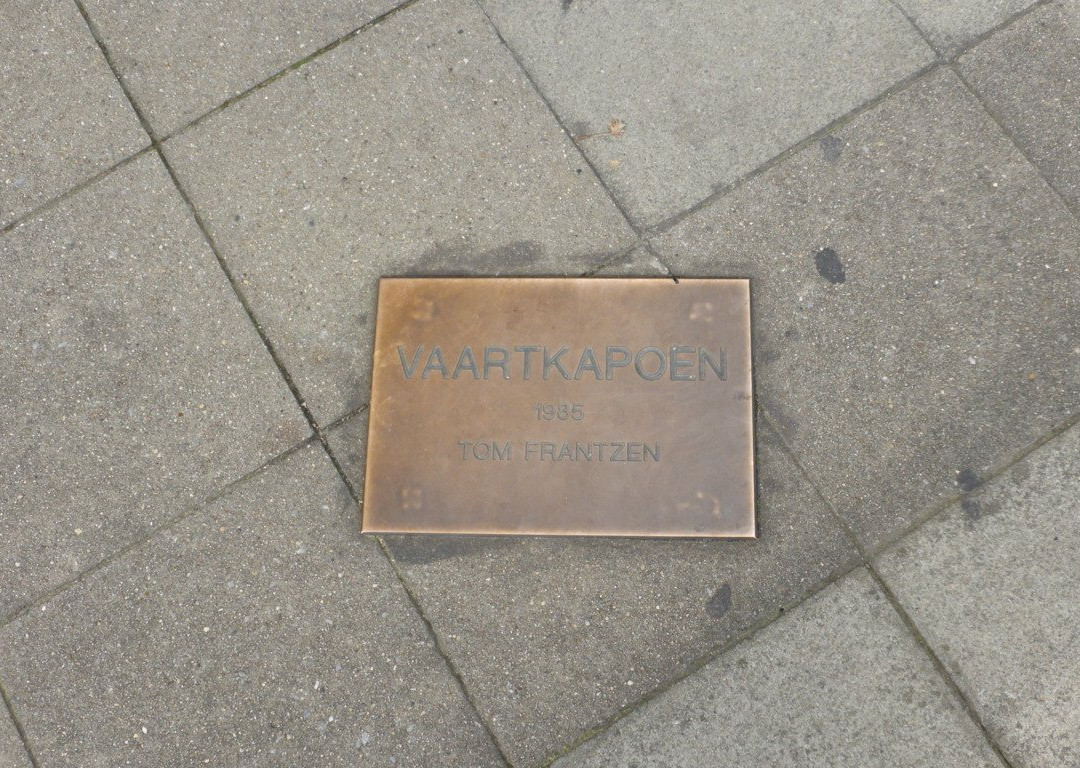 VAARTKAPOEN
1985
TOM FRANTZEN